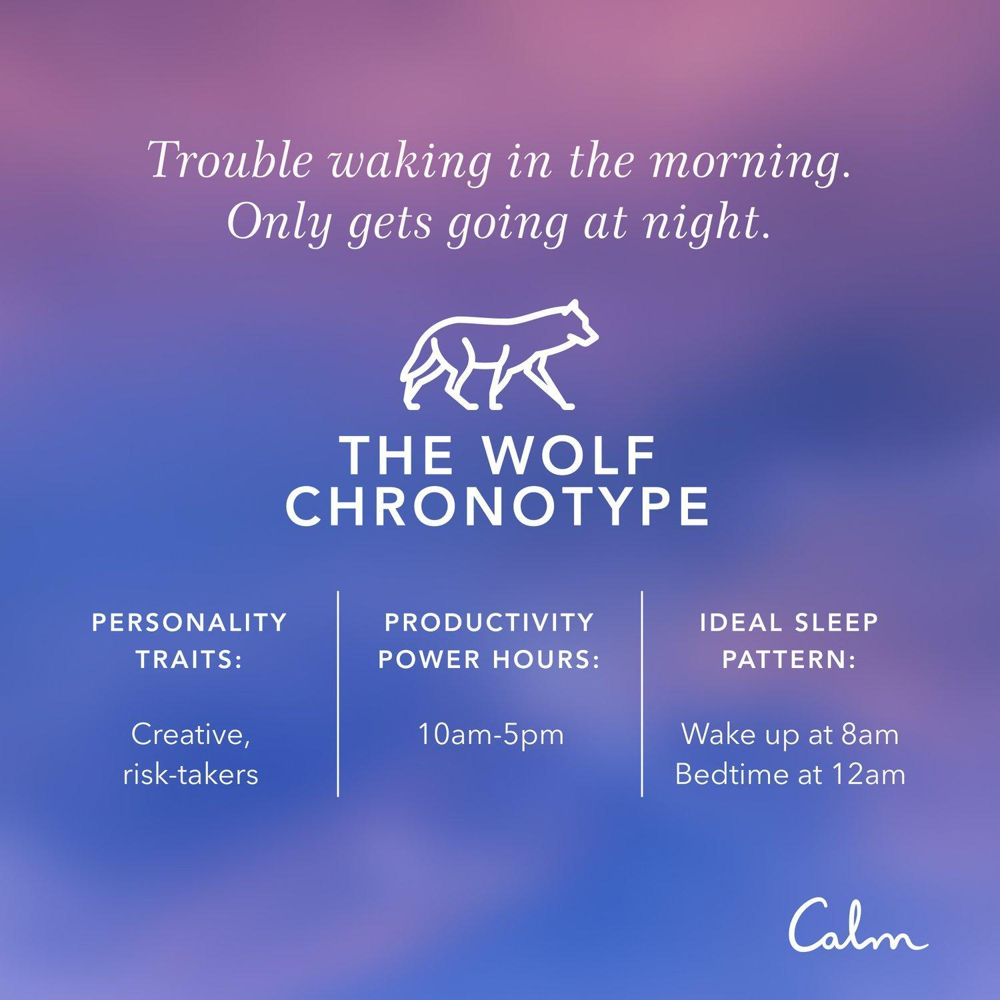 Trouble waking in the morning.
Only gets going at night.
THE WOLF
CHRONOTYPE
PERSONALITY
TRAITS:
Creative,
risk-takers
PRODUCTIVITY
POWER HOURS:
10am-5pm
IDEAL SLEEP
PATTERN:
Wake up at 8am
Bedtime at 12am
Calm